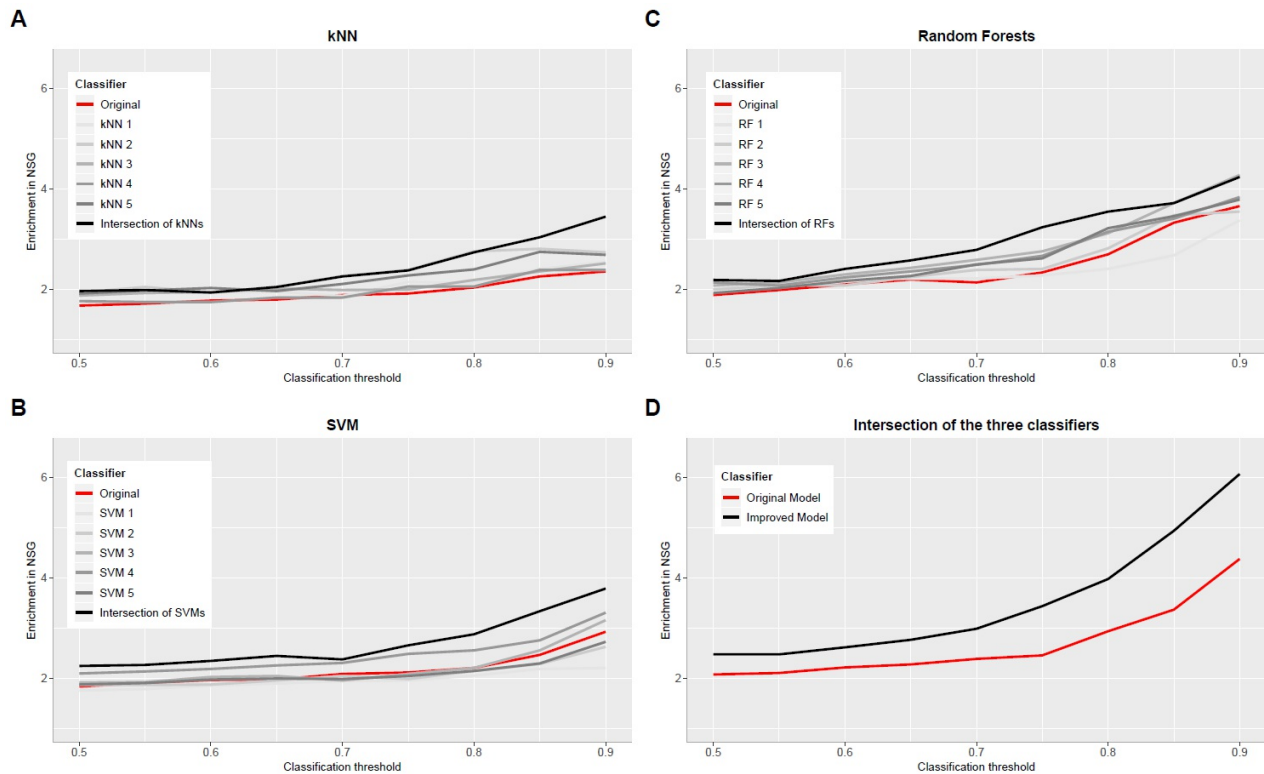 A
kNN
Enrichment in NSG
6
4
2
Classifier
Original
kNN 1
kNN 2
kNN 3
kNN 4
kNN 5
Intersection of kNNs
0.5 0.6 0.7 0.8 0.9
Classification threshold
B
SVM
Enrichment in NSG
6
4
2
Classifier
Original
SVM 1
SVM 2
SVM 3
SVM 4
SVM 5
Intersection of SVMs
0.5 0.6 0.7 0.8 0.9
Classification threshold
C
Random Forests
Enrichment in NSG
6
4
2
Classifier
Original
RF 1
RF 2
RF 3
RF 4
RF 5
Intersection of RFs
0.5 0.6 0.7 0.8 0.9
Classification threshold
D
Intersection of the three classifiers
Enrichment in NSG
6
4
2
Classifier
Original Model
Improved Model
0.5 0.6 0.7 0.8 0.9
Classification threshold